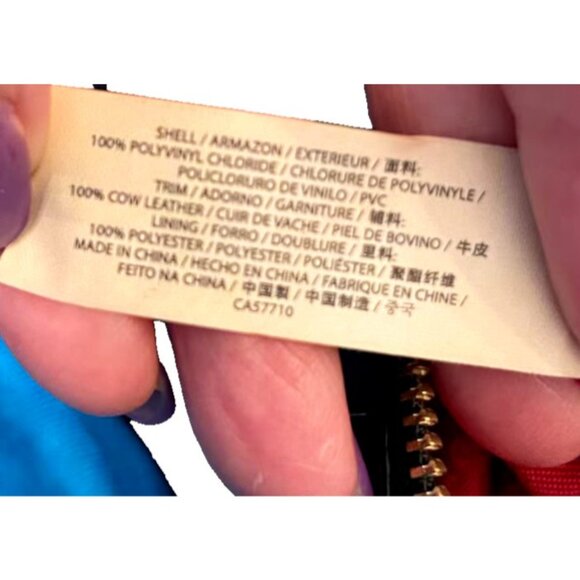 SHELL / ARMAZON / EXTERIEUR / 面料:
100% POLYVINYL CHLORIDE / CHLORURE DE POLYVINYLE /
POLICLORURO DE VINILO / PVC
TRIM / ADORNO / GARNITURE / 辅料:
100% COW LEATHER / CUIR DE VACHE / PIEL DE BOVINO / 牛皮
LINING / FORRO / DOUBLURE / 里料:
100% POLYESTER / POLYESTER / POLIÉSTER / 聚酯纤维
MADE IN CHINA / HECHO EN CHINA / FABRIQUE EN CHINE /
FEITO NA CHINA / 中国製 / 中国制造 / 중국
CA57710